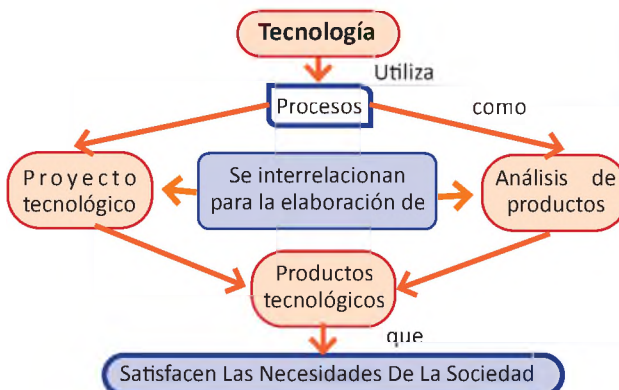 Tecnología
Utiliza
Procesos
como
Proyecto
tecnológico
Se interrelacionan
para la elaboración de
Análisis de
productos
Productos
tecnológicos
que
Satisfacen Las Necesidades De La Sociedad